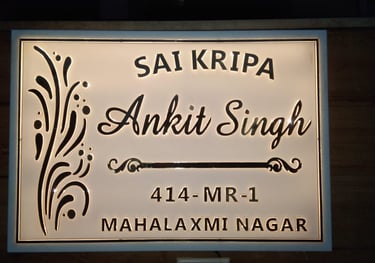 SAI KRIPA
Ankit Singh
414-MR-1
MAHALAXMI NAGAR